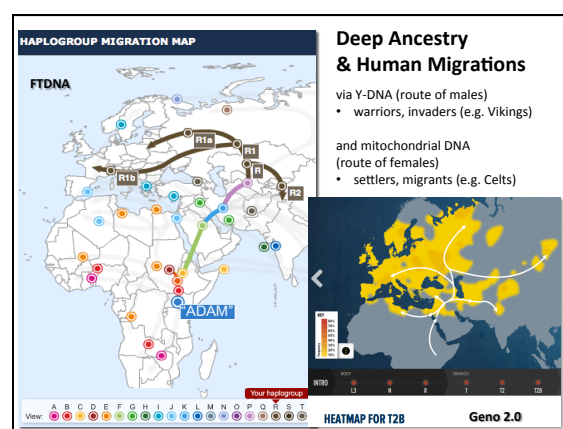 HAPLOGROUP MIGRATION MAP
FTDNA
R1a
R1
R
R1b
R2
"ADAM"
Your haplogroup
A B C D E F G H I J K L M N O P Q R S T
View:
Deep Ancestry
& Human Migrations
via Y-DNA (route of males)
• warriors, invaders (e.g. Vikings)
and mitochondrial DNA
(route of females)
• settlers, migrants (e.g. Celts)
KEY
ROOT
BRANCH
INTRO
L3 N R T T2 T2B
HEATMAP FOR T2B
Geno 2.0